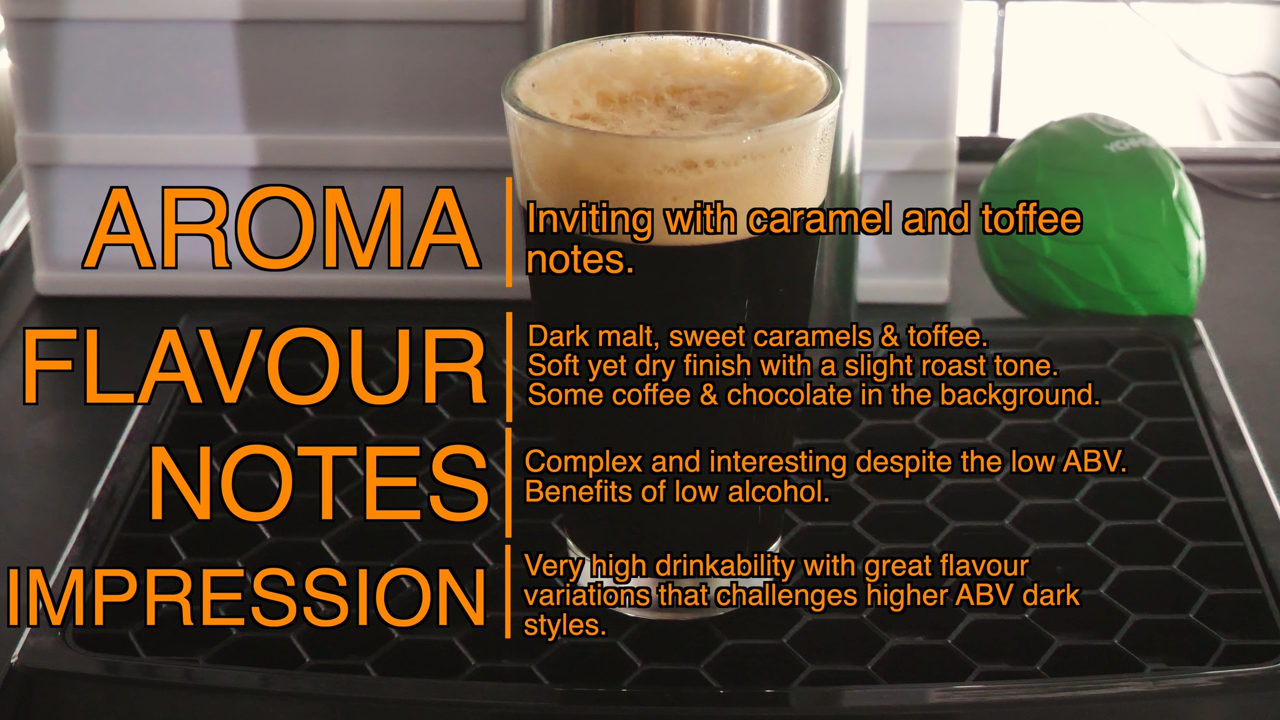 AROMA
Inviting with caramel and toffee
notes.
FLAVOUR
Dark malt, sweet caramels & toffee.
Soft yet dry finish with a slight roast tone.
Some coffee & chocolate in the background.
NOTES
Complex and interesting despite the low ABV.
Benefits of low alcohol.
IMPRESSION
Very high drinkability with great flavour
variations that challenges higher ABV dark
styles.